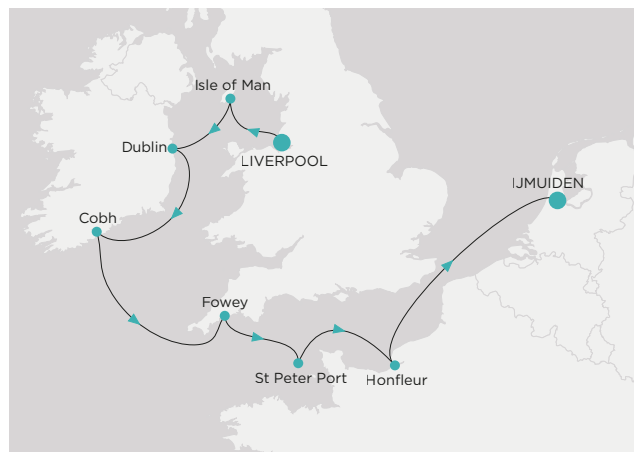 Isle of Man
Dublin
LIVERPOOL
IJMUIDEN
Cobh
Fowey
St Peter Port
Honfleur